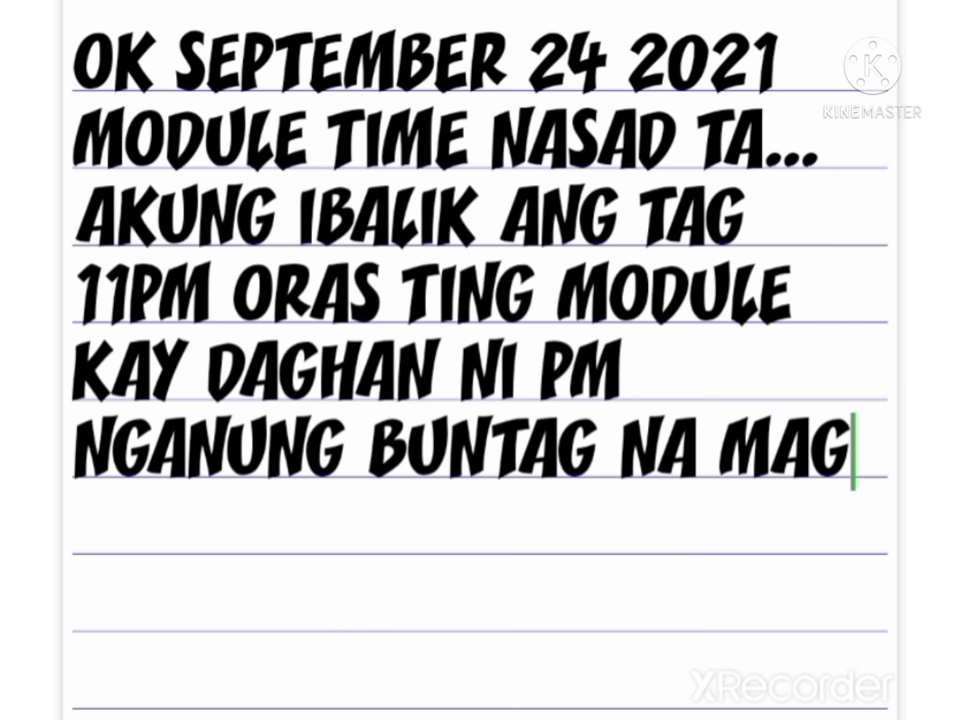 OK SEPTEMBER 24 2021
MODULE TIME NASAD TA...
AKUNG IBALIK ANG TAG
11PM ORAS TING MODULE
KAY DAGHAN NI PM
NGANUNG BUNTAG NA MAG
K
KINEMASTER
XRecorder